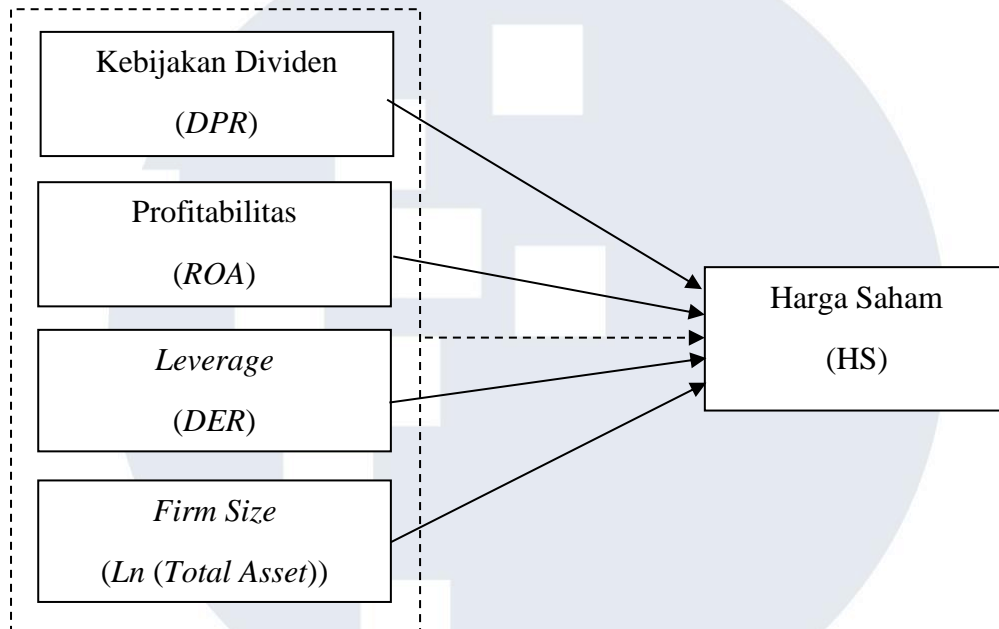 Kebijakan Dividen
(DPR)
Profitabilitas
(ROA)
Leverage
(DER)
Firm Size
(Ln (Total Asset))
Harga Saham
(HS)